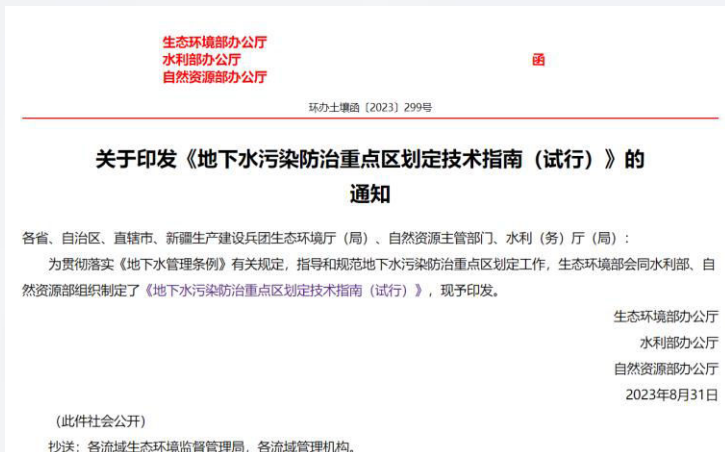 生态环境部办公厅
水利部办公厅 函
自然资源部办公厅
环办土壤函〔2023〕299号
关于印发《地下水污染防治重点区划定技术指南（试行）》的
通知
各省、自治区、直辖市、新疆生产建设兵团生态环境厅（局）、自然资源主管部门、水利（务）厅（局）：
为贯彻落实《地下水管理条例》有关规定，指导和规范地下水污染防治重点区划定工作，生态环境部会同水利部、自
然资源部组织制定了《地下水污染防治重点区划定技术指南（试行）》，现予印发。
生态环境部办公厅
水利部办公厅
自然资源部办公厅
2023年8月31日
（此件社会公开）
抄送：各流域生态环境监督管理局，各流域管理机构。